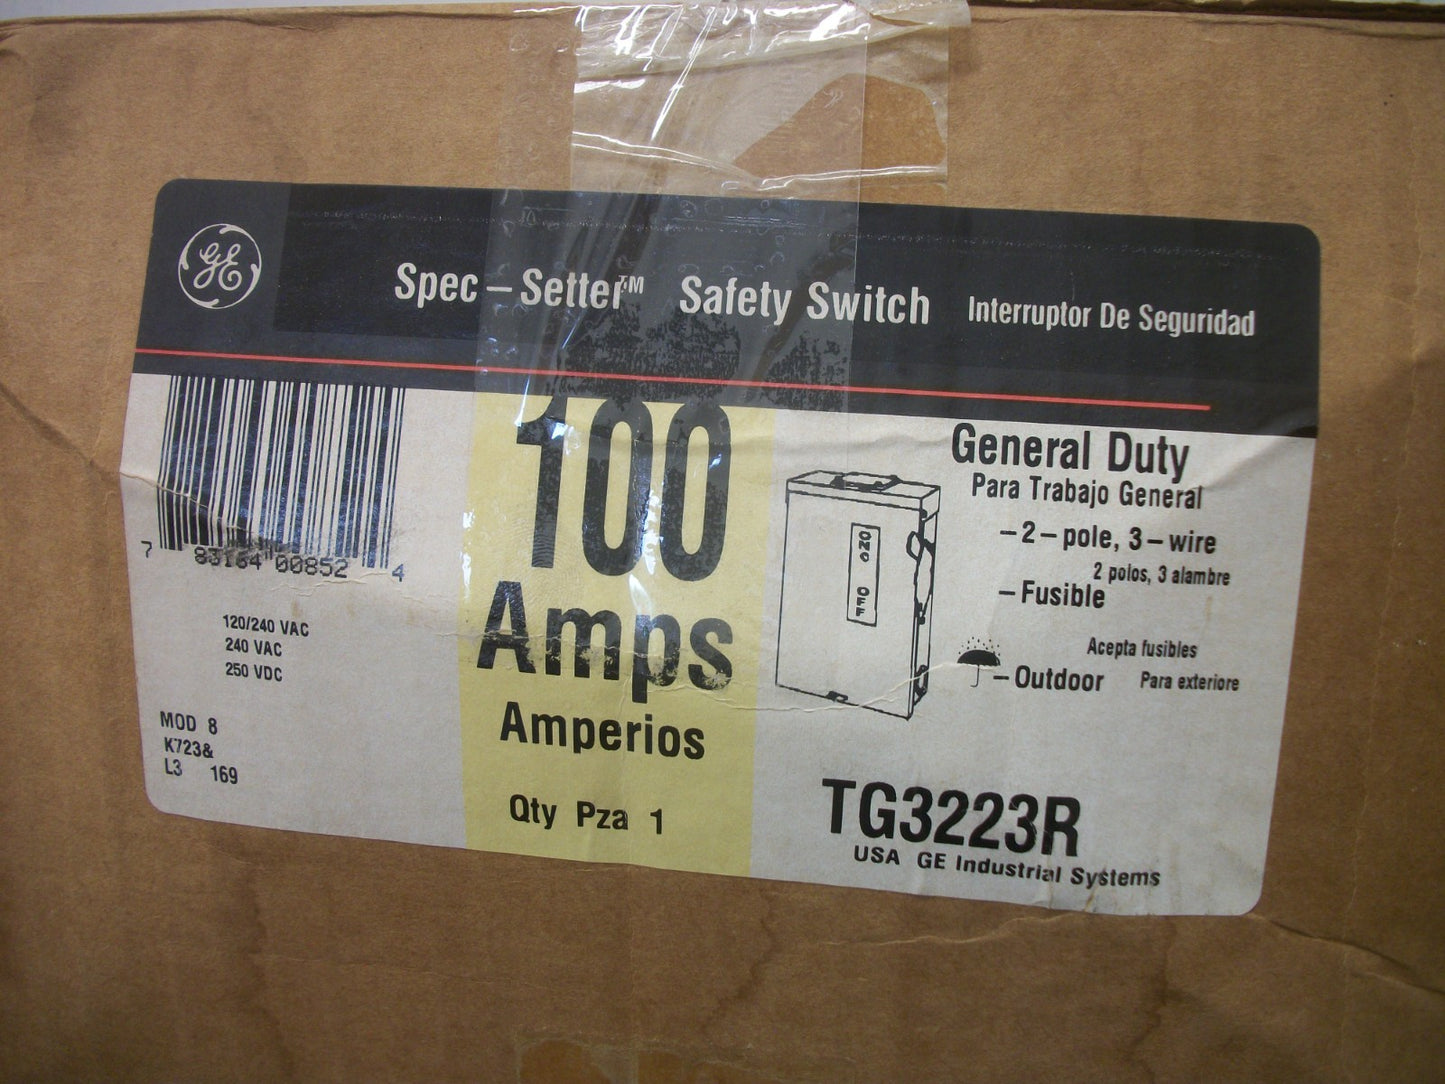 GE
Spec-Setter™ Safety Switch Interruptor De Seguridad
7 83164 00852 4
120/240 VAC
240 VAC
250 VDC
MOD 8
K723&
L3 169
100
Amps
Amperios
Qty Pza 1
ON
OFF
General Duty
Para Trabajo General
-2-pole, 3-wire
2 polos, 3 alambre
-Fusible
Acepta fusibles
-Outdoor Para exteriore
TG3223R
USA GE Industrial Systems